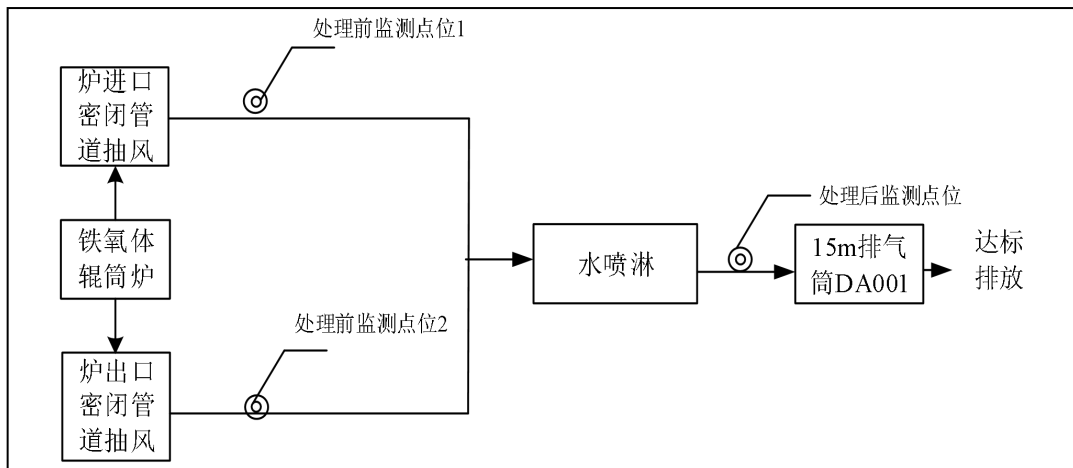 处理前监测点位1
炉进口
密闭管
道抽风
铁氧体
辊筒炉
处理前监测点位2
炉出口
密闭管
道抽风
水喷淋
处理后监测点位
15m排气
筒DA001
达标
排放